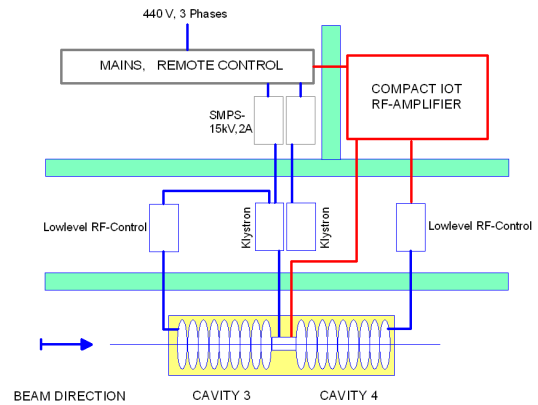 440 V, 3 Phases
MAINS, REMOTE CONTROL
COMPACT IOT
RF-AMPLIFIER
SMPS-
15kV,2A
Lowlevel RF-Control
Klystron
Klystron
Lowlevel RF-Control
BEAM DIRECTION
CAVITY 3
CAVITY 4